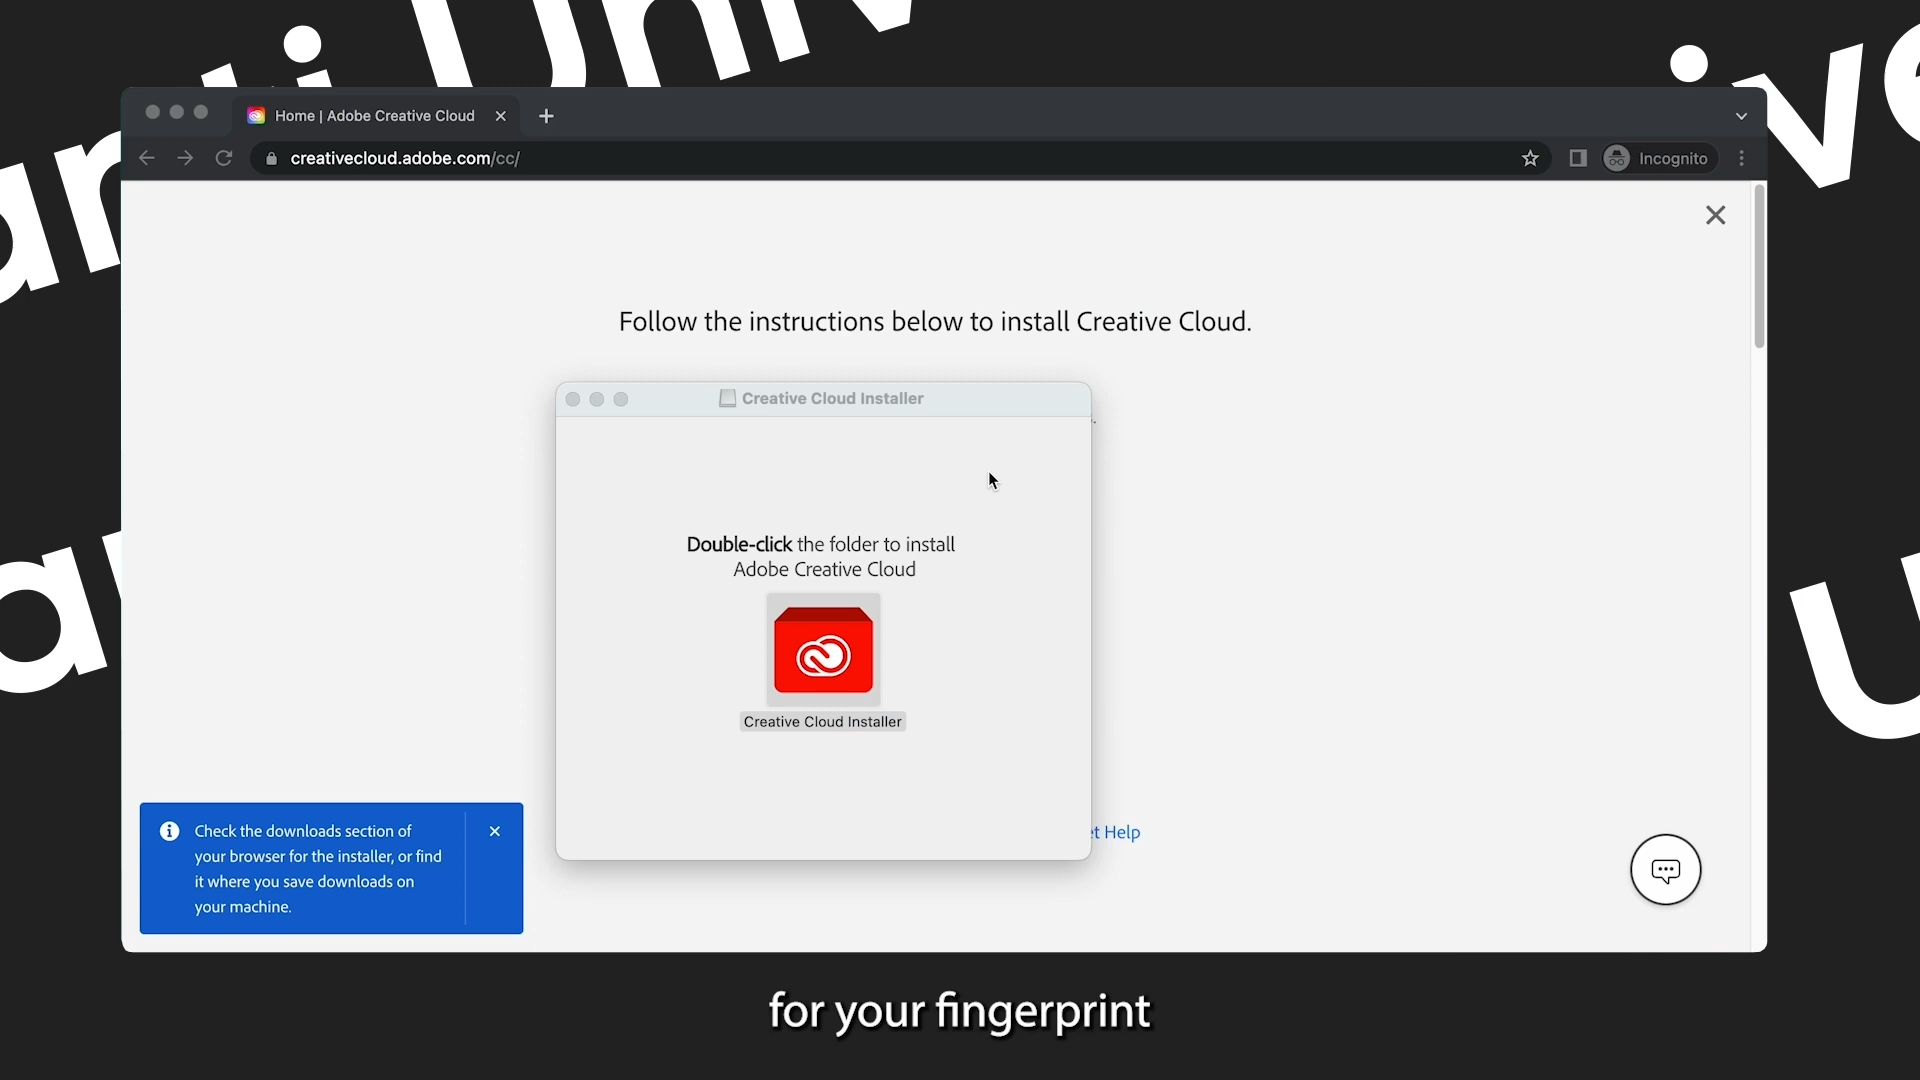 Home | Adobe Creative Cloud
creativecloud.adobe.com/cc/
Incognito
Follow the instructions below to install Creative Cloud.
Creative Cloud Installer
Double-click the folder to install
Adobe Creative Cloud
Creative Cloud Installer
Check the downloads section of
your browser for the installer, or find
it where you save downloads on
your machine.
Help
for your fingerprint